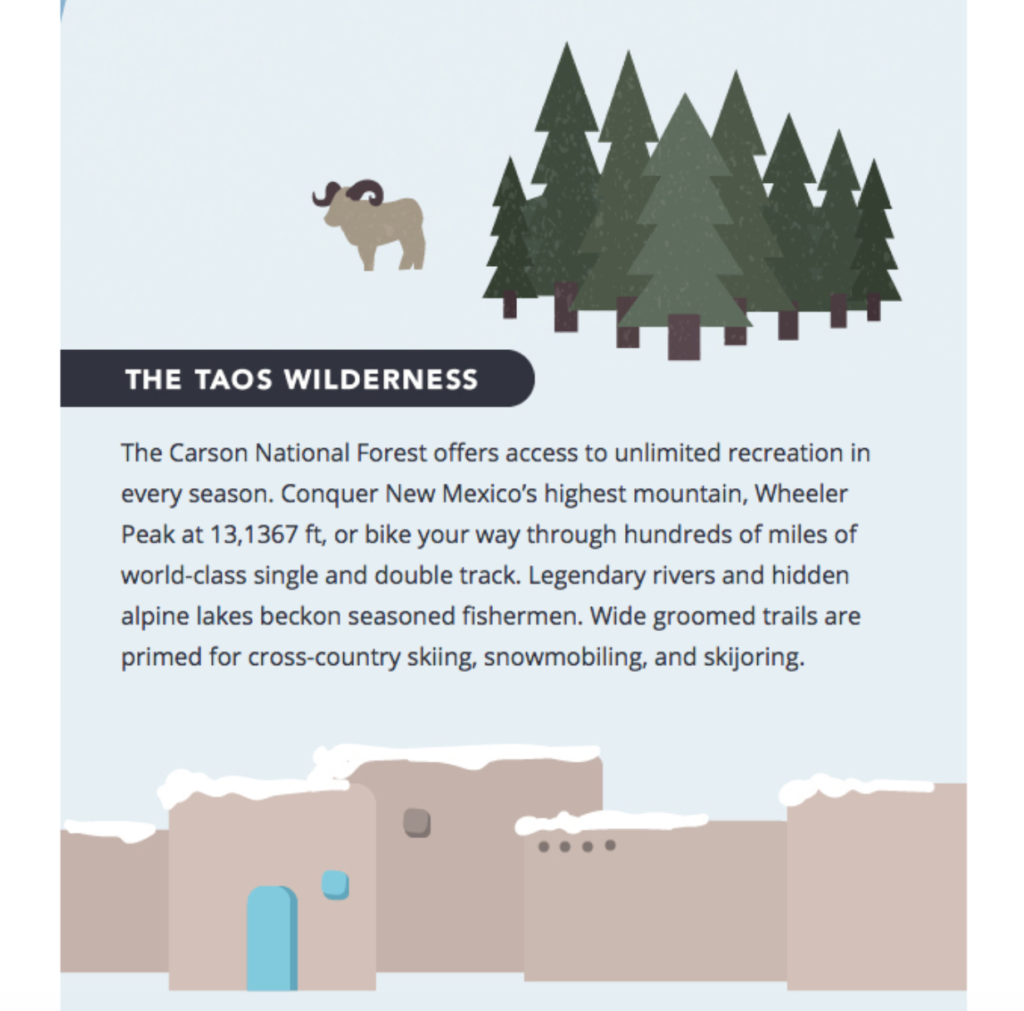 THE TAOS WILDERNESS
The Carson National Forest offers access to unlimited recreation in
every season. Conquer New Mexico’s highest mountain, Wheeler
Peak at 13,1367 ft, or bike your way through hundreds of miles of
world-class single and double track. Legendary rivers and hidden
alpine lakes beckon seasoned fishermen. Wide groomed trails are
primed for cross-country skiing, snowmobiling, and skijoring.